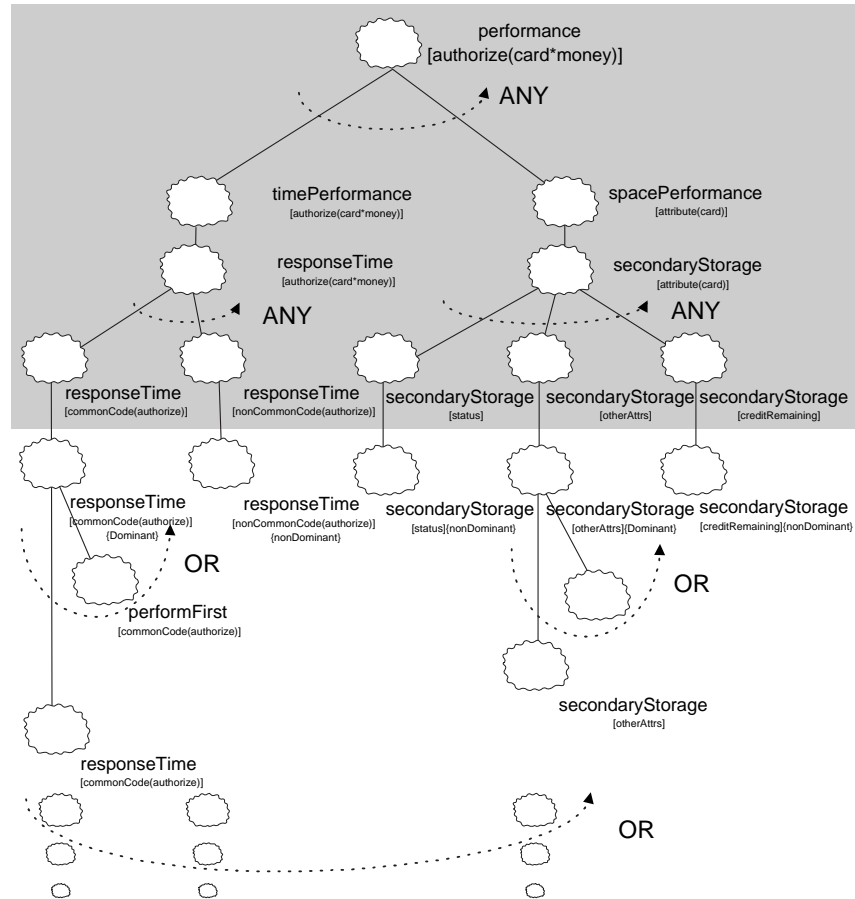 performance
[authorize(card*money)]
ANY
timePerformance
[authorize(card*money)]
spacePerformance
[attribute(card)]
responseTime
[authorize(card*money)]
secondaryStorage
[attribute(card)]
ANY
ANY
responseTime
[commonCode(authorize)]
responseTime
[nonCommonCode(authorize)]
secondaryStorage
[status]
secondaryStorage
[otherAttrs]
secondaryStorage
[creditRemaining]
responseTime
[commonCode(authorize)]
{Dominant}
responseTime
[nonCommonCode(authorize)]
{nonDominant}
secondaryStorage
[status]{nonDominant}
secondaryStorage
[otherAttrs]{Dominant}
secondaryStorage
[creditRemaining]{nonDominant}
OR
OR
performFirst
[commonCode(authorize)]
secondaryStorage
[otherAttrs]
responseTime
[commonCode(authorize)]
OR